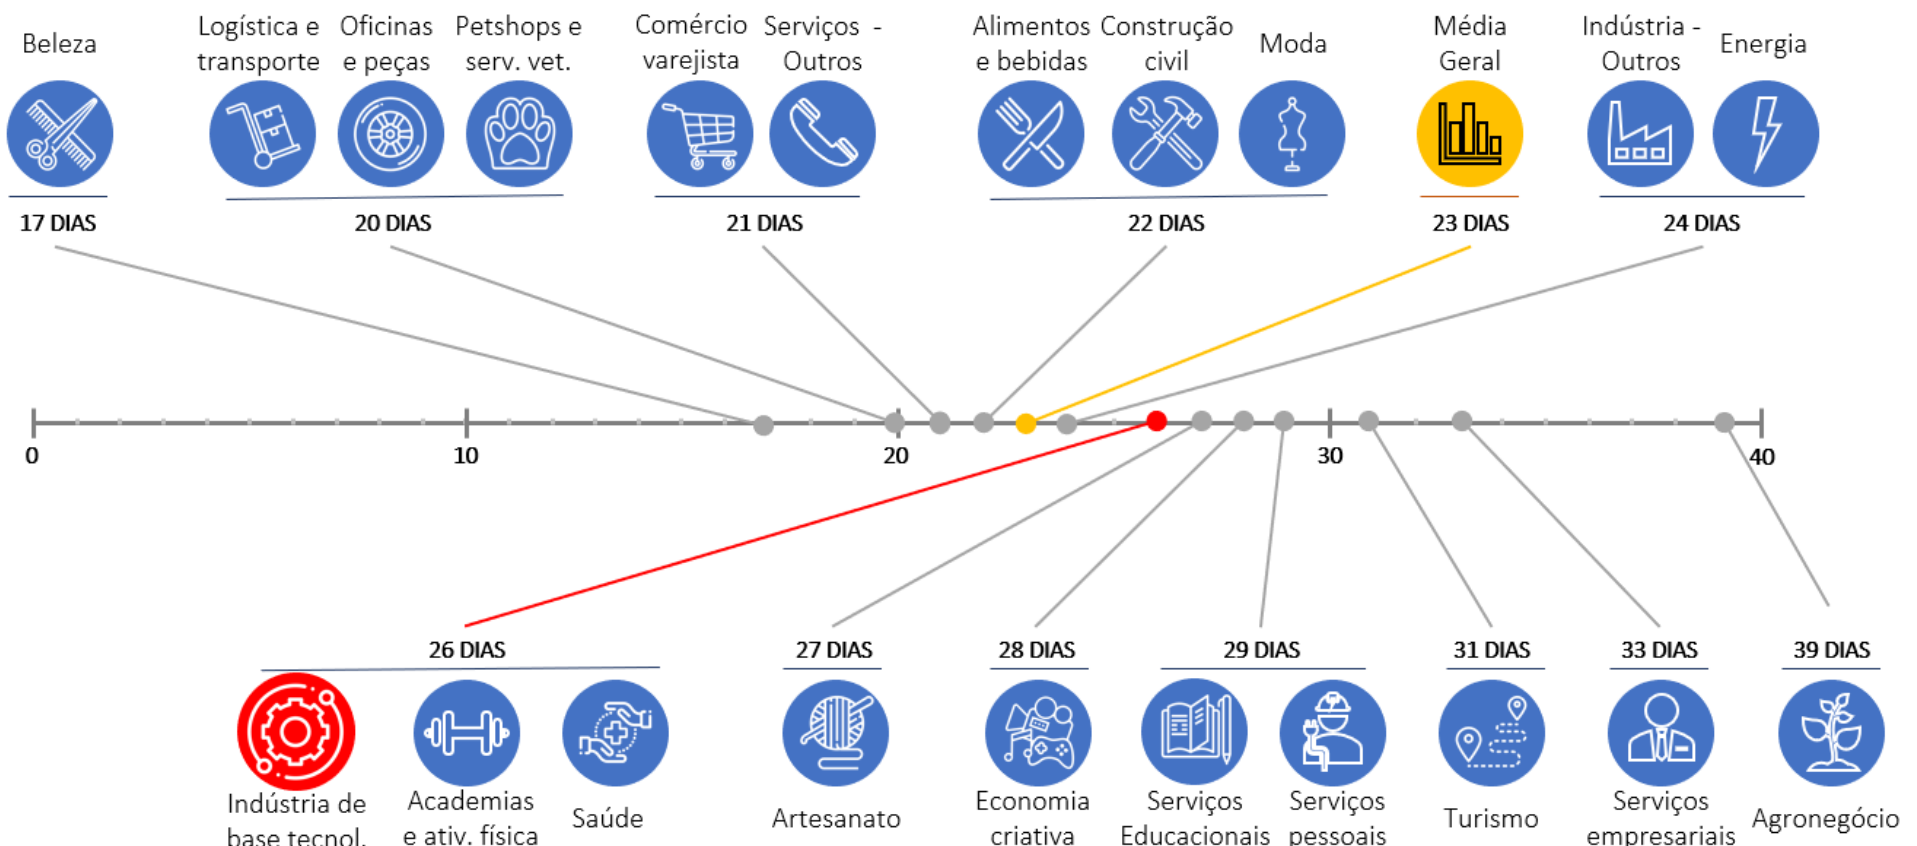 Beleza
Logística e
transporte
Oficinas
e peças
Petshops e
serv. vet.
Comércio
varejista
Serviços -
Outros
Alimentos
e bebidas
Construção
civil
Moda
Média
Geral
Indústria -
Outros
Energia
17 DIAS
20 DIAS
21 DIAS
22 DIAS
23 DIAS
24 DIAS
0
10
20
30
40
26 DIAS
27 DIAS
28 DIAS
29 DIAS
31 DIAS
33 DIAS
39 DIAS
Indústria de
base tecnol.
Academias
e ativ. física
Saúde
Artesanato
Economia
criativa
Serviços
Educacionais
Serviços
pessoais
Turismo
Serviços
empresariais
Agronegócio